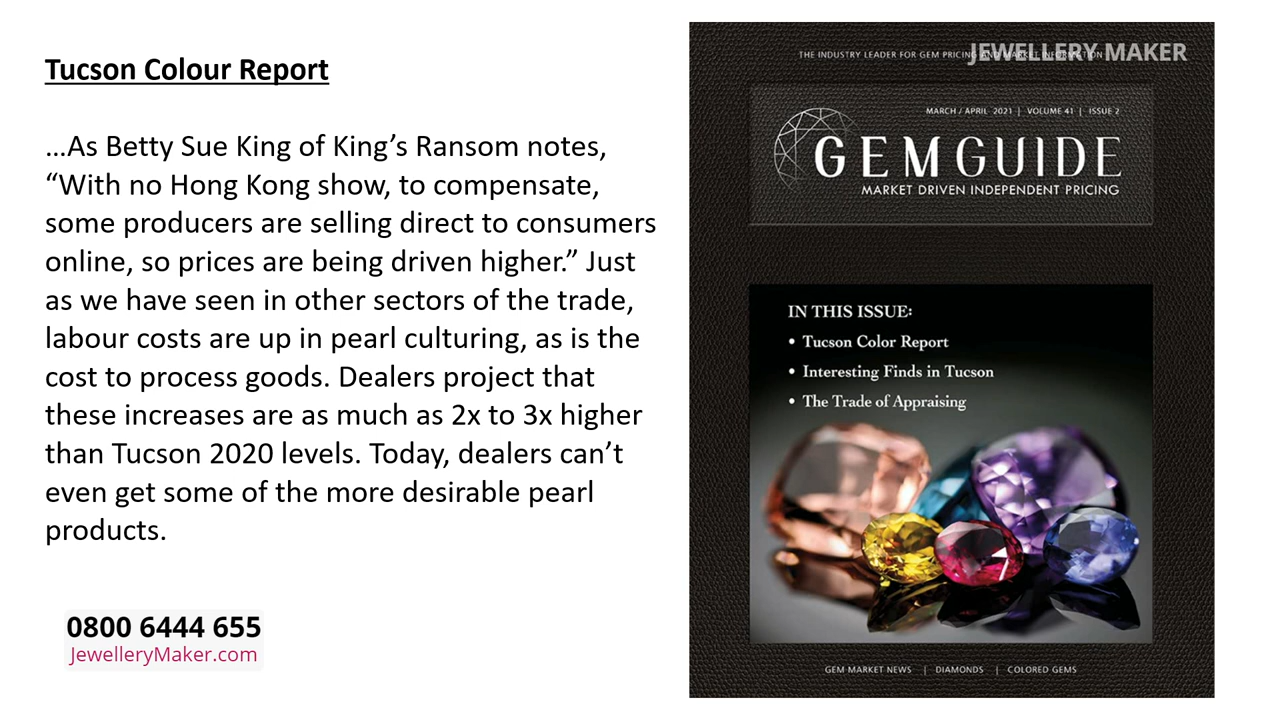 Tucson Colour Report
…As Betty Sue King of King’s Ransom notes,
“With no Hong Kong show, to compensate,
some producers are selling direct to consumers
online, so prices are being driven higher.” Just
as we have seen in other sectors of the trade,
labour costs are up in pearl culturing, as is the
cost to process goods. Dealers project that
these increases are as much as 2x to 3x higher
than Tucson 2020 levels. Today, dealers can’t
even get some of the more desirable pearl
products.
0800 6444 655
JewelleryMaker.com
JEWELLERY MAKER
THE INDUSTRY LEADER FOR GEM PRICING AND MARKET INFORMATION
MARCH / APRIL 2021 | VOLUME 41 | ISSUE 2
GEMGUIDE
MARKET DRIVEN INDEPENDENT PRICING
IN THIS ISSUE:
• Tucson Color Report
• Interesting Finds in Tucson
• The Trade of Appraising
GEM MARKET NEWS | DIAMONDS | COLORED GEMS